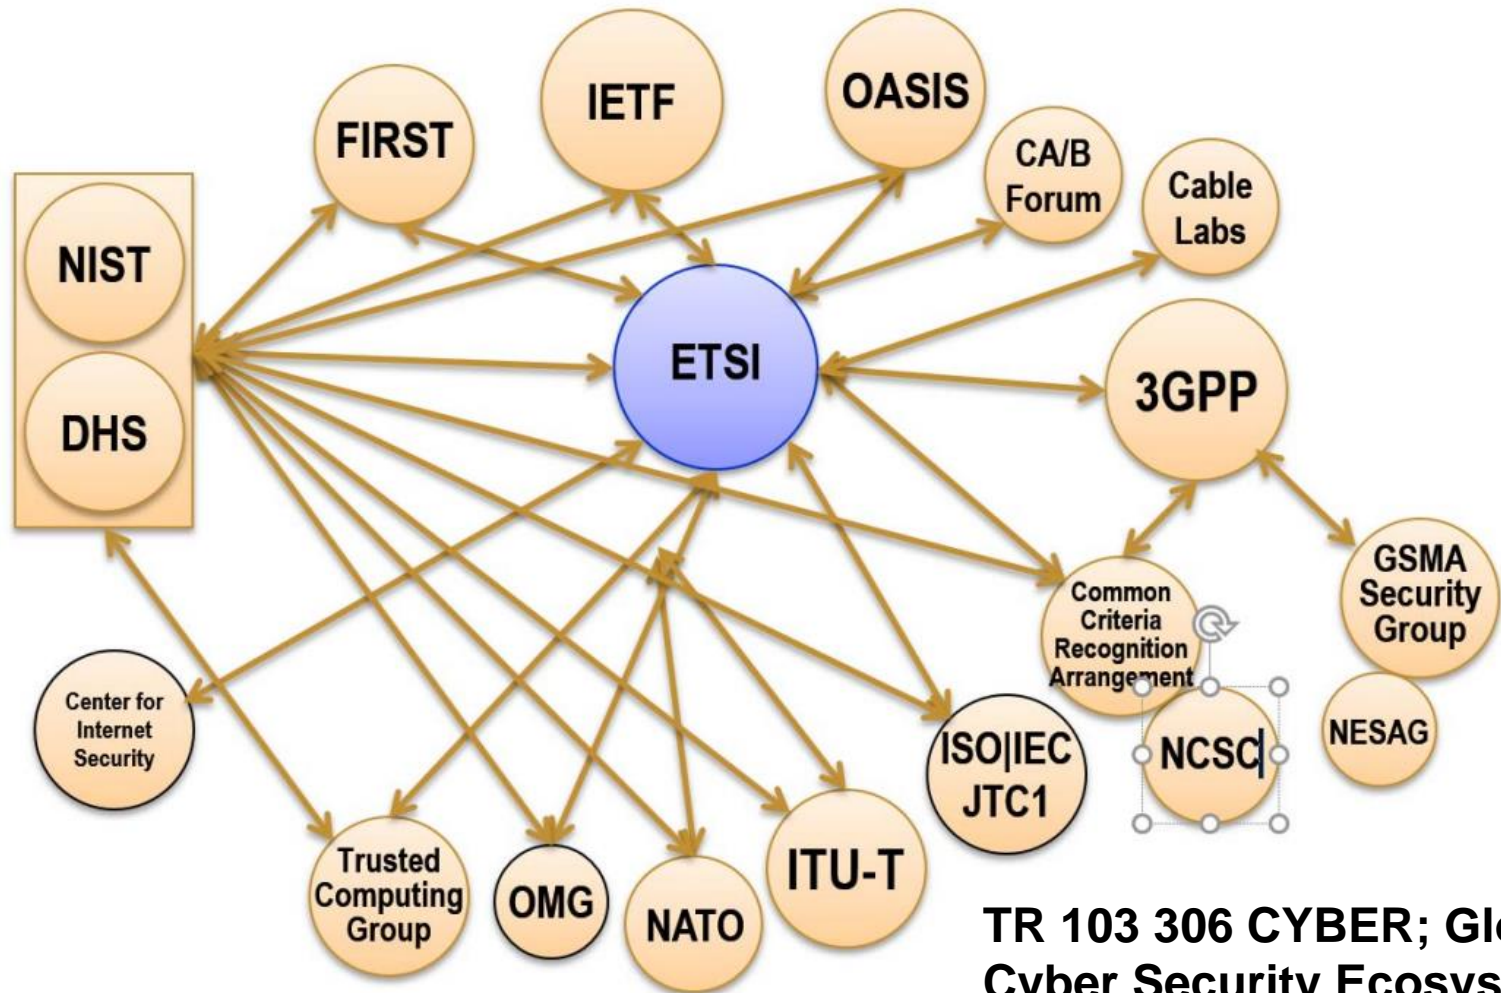 IETF
OASIS
FIRST
CA/B
Forum
Cable
Labs
NIST
ETSI
3GPP
DHS
GSMA
Security
Group
Common
Criteria
Recognition
Arrangement
Center for
Internet
Security
NESAG
ISO|IEC
JTC1
NCSC
Trusted
Computing
Group
OMG
NATO
ITU-T
TR 103 306 CYBER;
Cyber Security